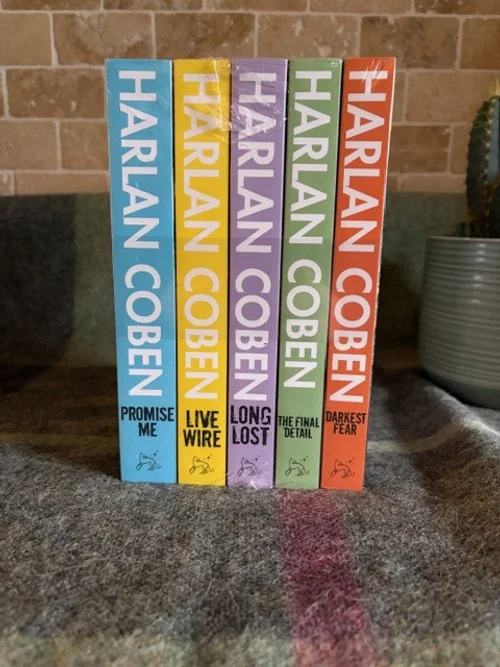 HARLAN COBEN
PROMISE
ME
HARLAN COBEN
LIVE
WIRE
HARLAN COBEN
LONG
LOST
HARLAN COBEN
THE FINAL
DETAIL
HARLAN COBEN
DARKEST
FEAR